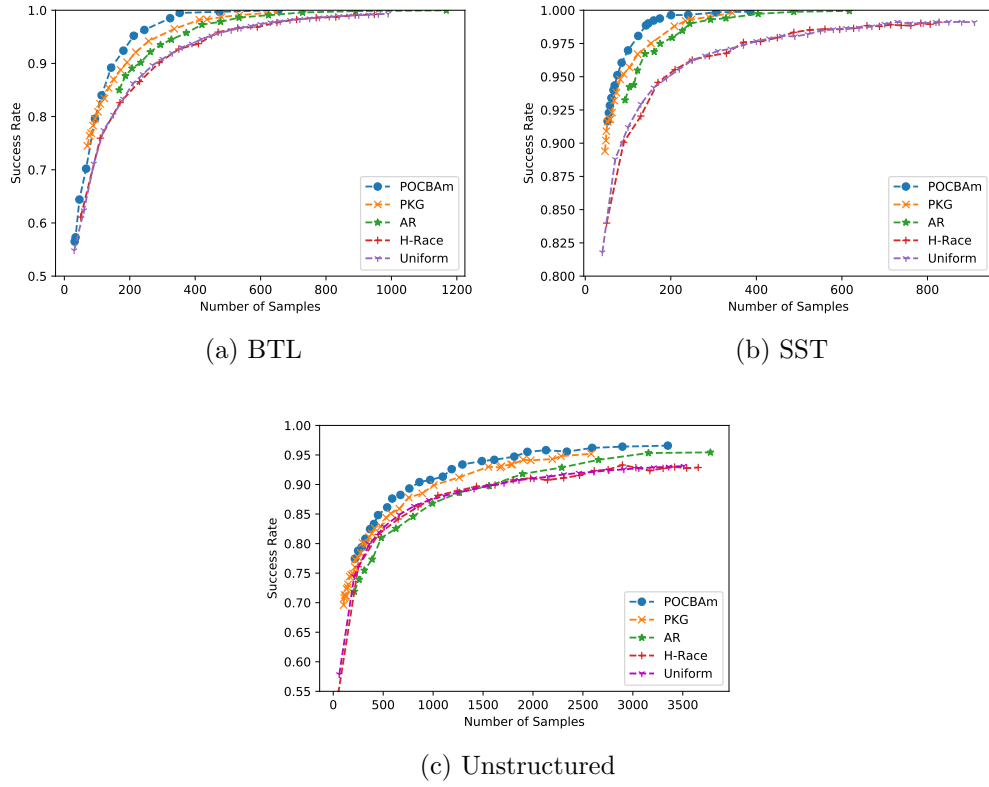 1.0
0.9
0.8
0.7
0.6
0.5
Success Rate
0
200
400
600
800
1000
1200
Number of Samples
POCBAm
PKG
AR
H-Race
Uniform
(a) BTL
1.000
0.975
0.950
0.925
0.900
0.875
0.850
0.825
0.800
Success Rate
0
200
400
600
800
Number of Samples
POCBAm
PKG
AR
H-Race
Uniform
(b) SST
1.00
0.95
0.90
0.85
0.80
0.75
0.70
0.65
0.60
0.55
Success Rate
0
500
1000
1500
2000
2500
3000
3500
Number of Samples
POCBAm
PKG
AR
H-Race
Uniform
(c) Unstructured